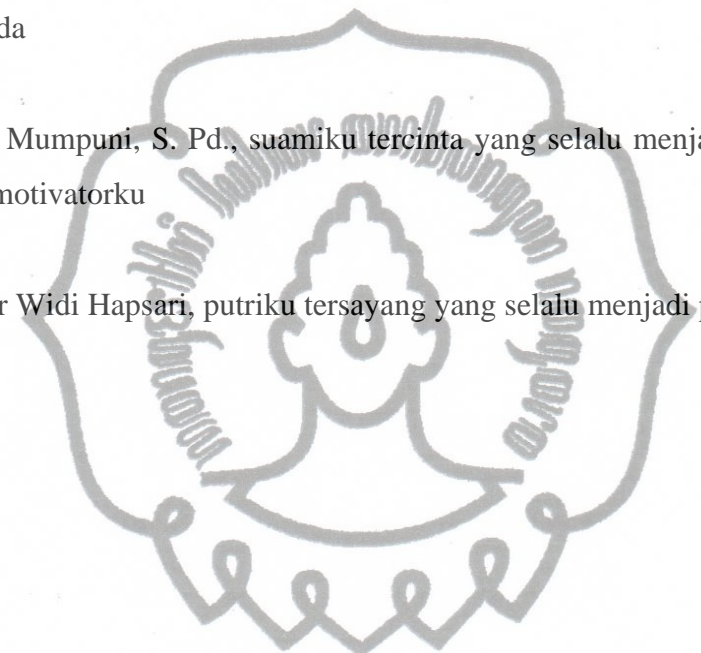 da
Mumpuni, S. Pd., suamiku tercinta yang selalu menja
motivatorku
r Widi Hapsari, putriku tersayang yang selalu menjadi p